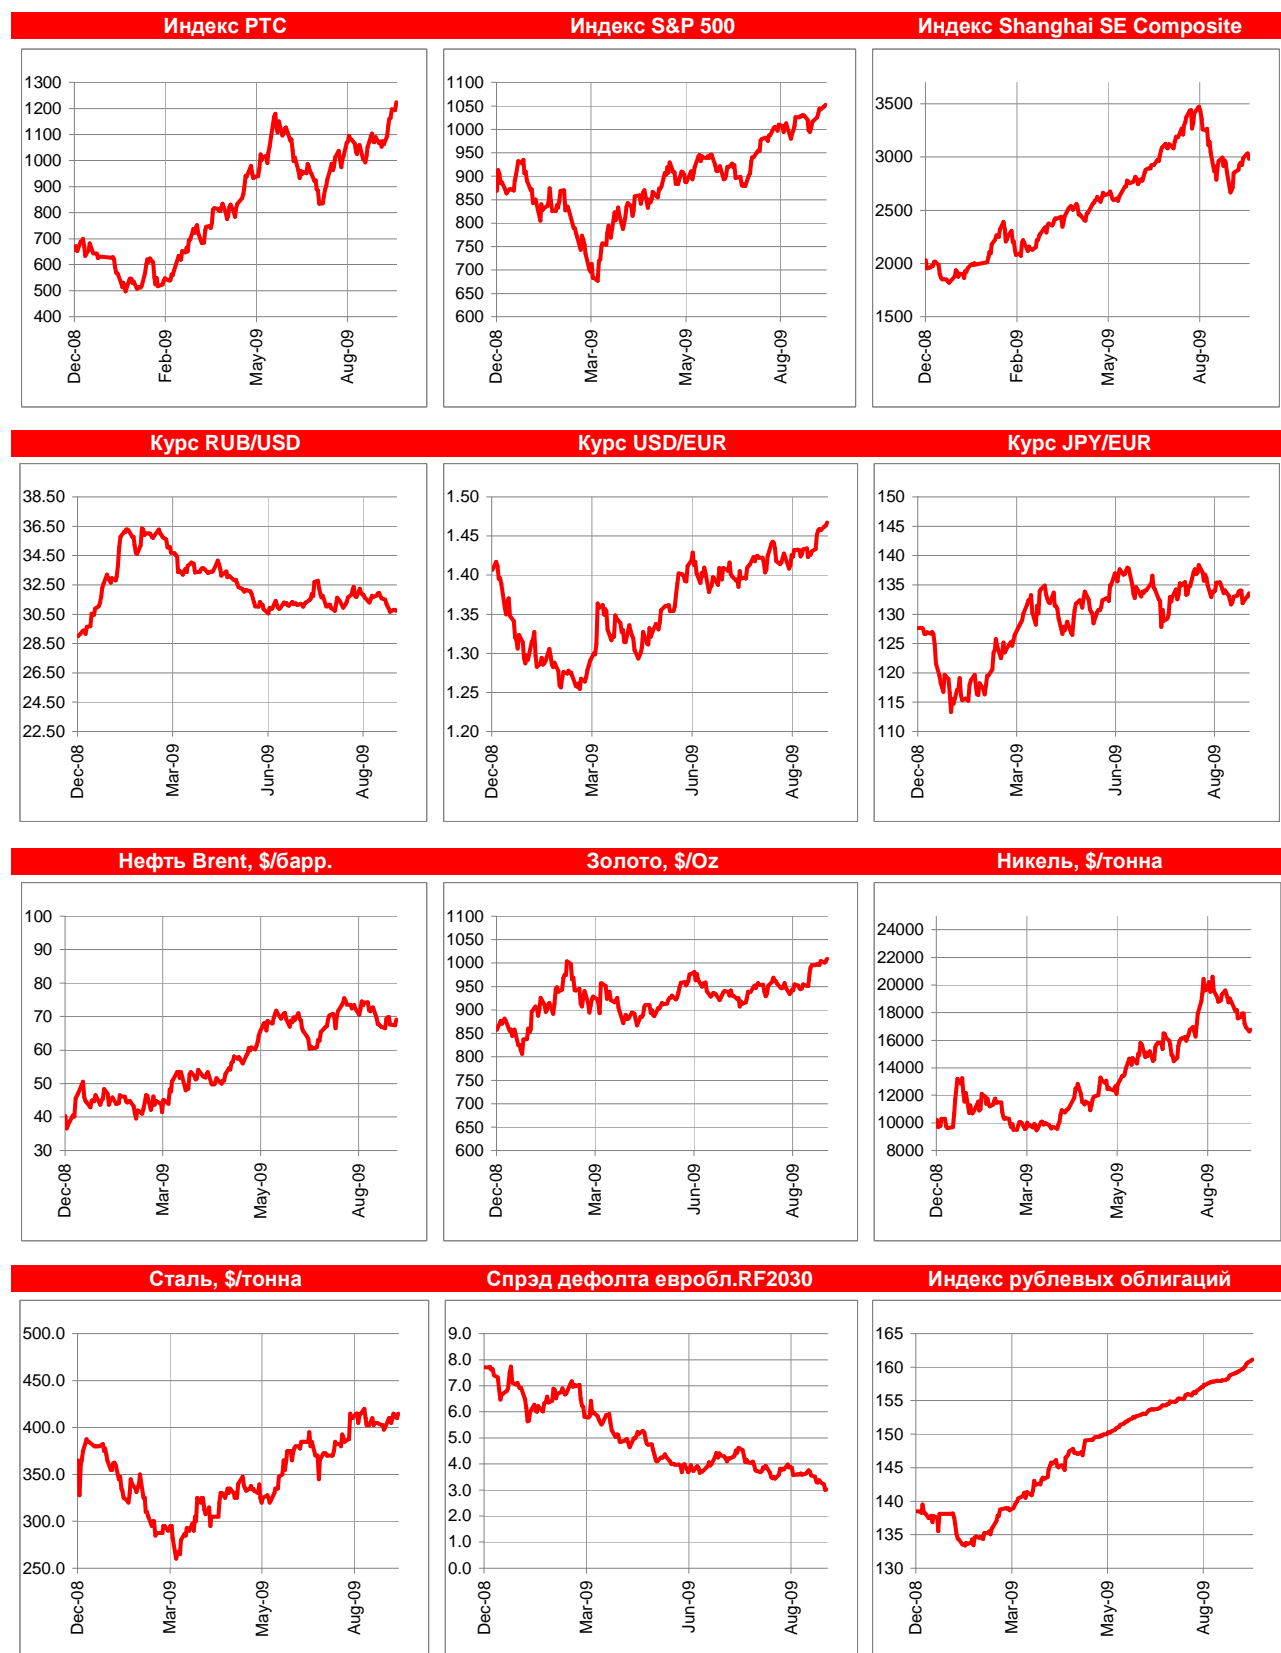 Индекс РТС
1300
1200
1100
1000
900
800
700
600
500
400
Dec-08
Feb-09
May-09
Aug-09
Индекс S&P 500
1100
1050
1000
950
900
850
800
750
700
650
600
Dec-08
Mar-09
May-09
Aug-09
Индекс Shanghai SE Composite
3500
3000
2500
2000
1500
Dec-08
Feb-09
May-09
Aug-09
Курс RUB/USD
38.50
36.50
34.50
32.50
30.50
28.50
26.50
24.50
22.50
Dec-08
Mar-09
Jun-09
Aug-09
Курс USD/EUR
1.50
1.45
1.40
1.35
1.30
1.25
1.20
Dec-08
Mar-09
Jun-09
Aug-09
Курс JPY/EUR
150
145
140
135
130
125
120
115
110
Dec-08
Mar-09
Jun-09
Aug-09
Нефть Brent, $/барр.
100
90
80
70
60
50
40
30
Dec-08
Mar-09
May-09
Aug-09
Золото, $/Oz
1100
1050
1000
950
900
850
800
750
700
650
600
Dec-08
Mar-09
Jun-09
Aug-09
Никель, $/тонна
24000
22000
20000
18000
16000
14000
12000
10000
8000
Dec-08
Mar-09
May-09
Aug-09
Сталь, $/тонна
500.0
450.0
400.0
350.0
300.0
250.0
Dec-08
Mar-09
May-09
Aug-09
Спрэд дефолта евробл.RF2030
9.0
8.0
7.0
6.0
5.0
4.0
3.0
2.0
1.0
0.0
Dec-08
Mar-09
Jun-09
Aug-09
Индекс рублевых облигаций
165
160
155
150
145
140
135
130
Dec-08
Mar-09
May-09
Aug-09